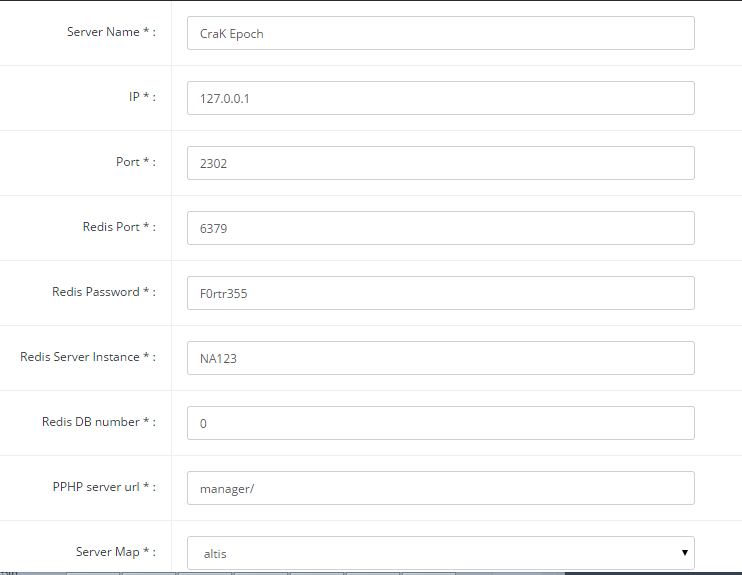 Server Name * : CraK Epoch
IP * : 127.0.0.1
Port * : 2302
Redis Port * : 6379
Redis Password * : F0rtr355
Redis Server Instance * : NA123
Redis DB number * : 0
PPHP server url * : manager/
Server Map * : altis